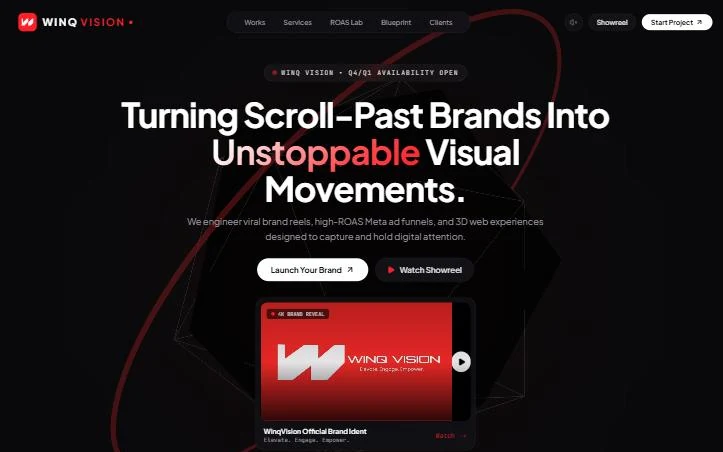 WINQ VISION
Works
Services
ROAS Lab
Blueprint
Clients
Showreel
Start Project ↗
WINQ VISION • Q4/Q1 AVAILABILITY OPEN
Turning Scroll-Past Brands Into
Unstoppable Visual
Movements.
We engineer viral brand reels, high-ROAS Meta ad funnels, and 3D web experiences
designed to capture and hold digital attention.
Launch Your Brand ↗
Watch Showreel
4K BRAND REVEAL
WINQ VISION
Elevate. Engage. Empower.
WinqVision Official Brand Ident
Elevate. Engage. Empower.
Watch →